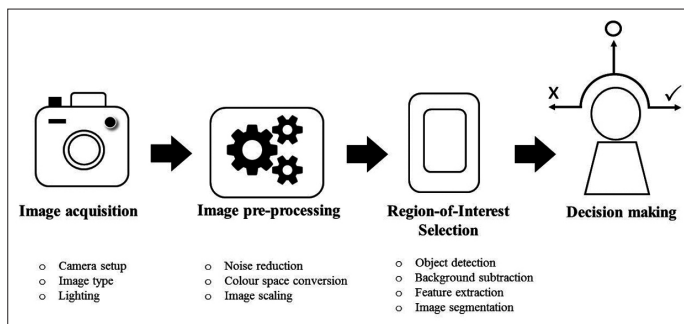 X
Image acquisition
o Camera setup
o Image type
o Lighting
Image pre-processing
o Noise reduction
o Colour space conversion
o Image scaling
Region-of-Interest
Selection
o Object detection
o Background subtraction
o Feature extraction
o Image segmentation
Decision making